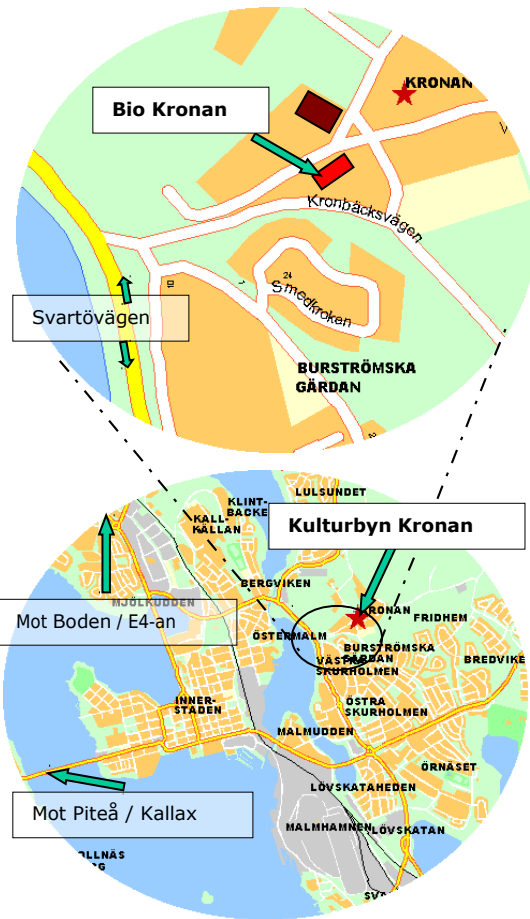 KRONAN
Bio Kronan
V
Kronbäcksvägen
24
Smedkroken
Svartövägen
BURSTRÖMSKA
GÄRDAN
LULSUNDET
KLINT-
BACKE
KALL-
KÄLLAN
Kulturbyn Kronan
BERGVIKEN
MJÖLKUDDEN
KRONAN
FRIDHEM
Mot Boden / E4-an
ÖSTERMALM
BURSTRÖMSKA
GÄRDAN
VÄSTRA
SKURHOLMEN
BREDVIKE
INNER-
STADEN
ÖSTRA
SKURHOLMEN
MALMUDDEN
ÖRNÄSET
LÖVSKATAHEDEN
Mot Piteå / Kallax
MALMHAMNEN
LÖVSKATAN
OLLNÄS
SVA